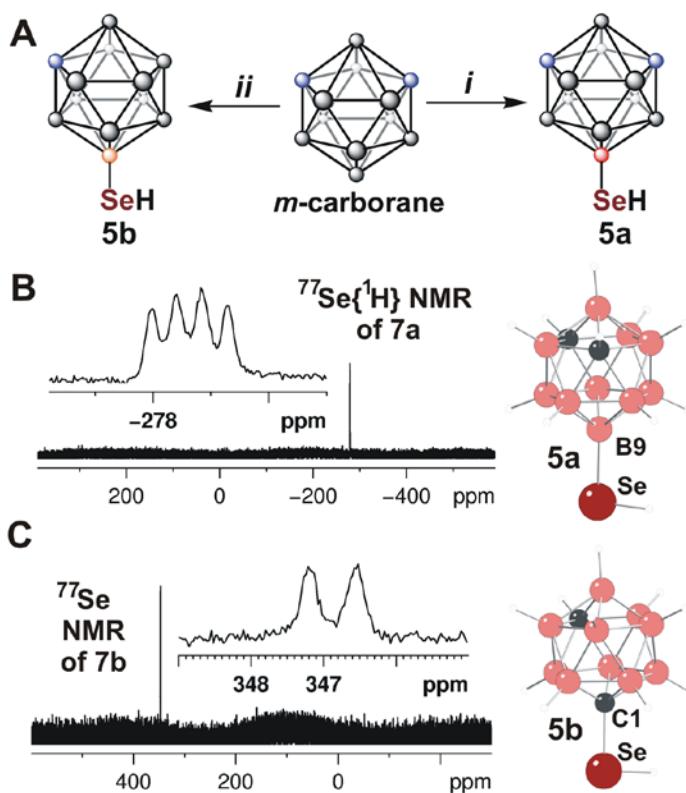 A
ii
i
SeH
5b
m-carborane
SeH
5a
B
77Se{1H} NMR
of 7a
−278
ppm
200
0
−200
−400
ppm
5a
B9
Se
C
77Se
NMR
of 7b
348
347
ppm
400
200
0
ppm
5b
C1
Se